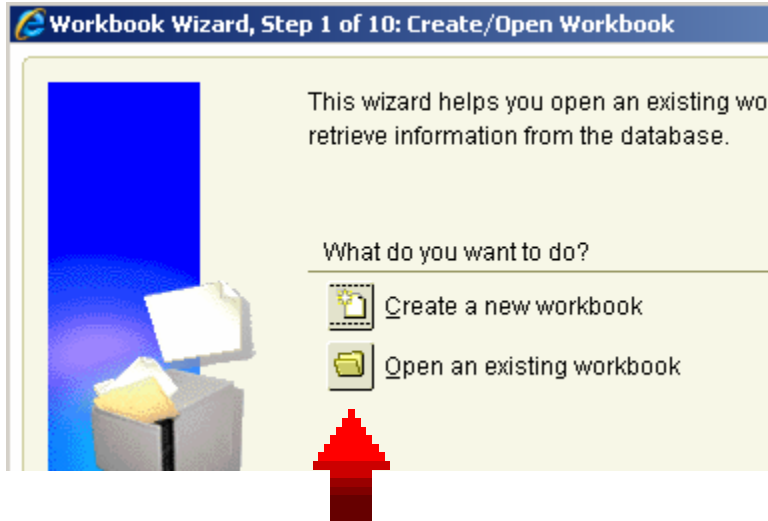 Workbook Wizard, Step 1 of 10: Create/Open Workbook
This wizard helps you open an existing wo
retrieve information from the database.
What do you want to do?
Create a new workbook
Open an existing workbook